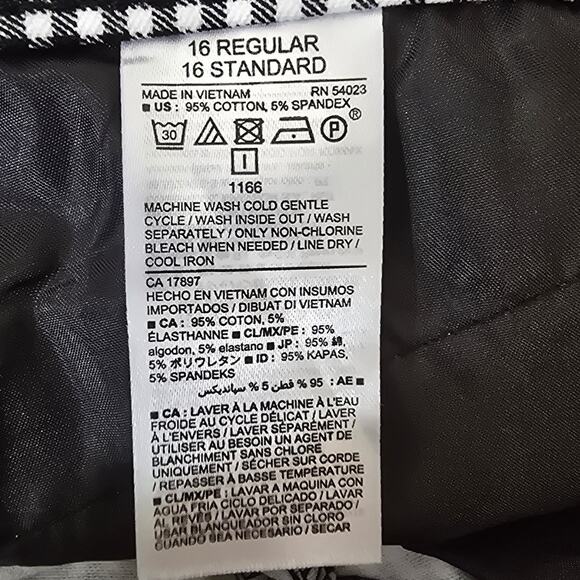 16 REGULAR
16 STANDARD
MADE IN VIETNAM RN 54023
■ US : 95% COTTON, 5% SPANDEX
30 P ®
1166
MACHINE WASH COLD GENTLE
CYCLE / WASH INSIDE OUT / WASH
SEPARATELY / ONLY NON-CHLORINE
BLEACH WHEN NEEDED / LINE DRY /
COOL IRON
CA 17897
HECHO EN VIETNAM CON INSUMOS
IMPORTADOS / DIBUAT DI VIETNAM
■ CA : 95% COTON, 5%
ÉLASTHANNE ■ CL/MX/PE : 95%
algodon, 5% elastano ■ JP : 95% 綿,
5% ポリウレタン ■ ID : 95% KAPAS,
5% SPANDEKS
■ AE : 95 % قطن 5 % سباندیكس
■ CA : LAVER À LA MACHINE À L'EAU
FROIDE AU CYCLE DÉLICAT / LAVER
À L'ENVERS / LAVER SÉPARÉMENT /
UTILISER AU BESOIN UN AGENT DE
BLANCHIMENT SANS CHLORE
UNIQUEMENT / SÉCHER SUR CORDE
/ REPASSER À BASSE TEMPÉRATURE
■ CL/MX/PE : LAVAR A MAQUINA CON
AGUA FRIA CICLO DELICADO / LAVAR
AL REVÉS / LAVAR POR SEPARADO /
USAR BLANQUEADOR SIN CLORO
CUANDO SEA NECESARIO / SECAR